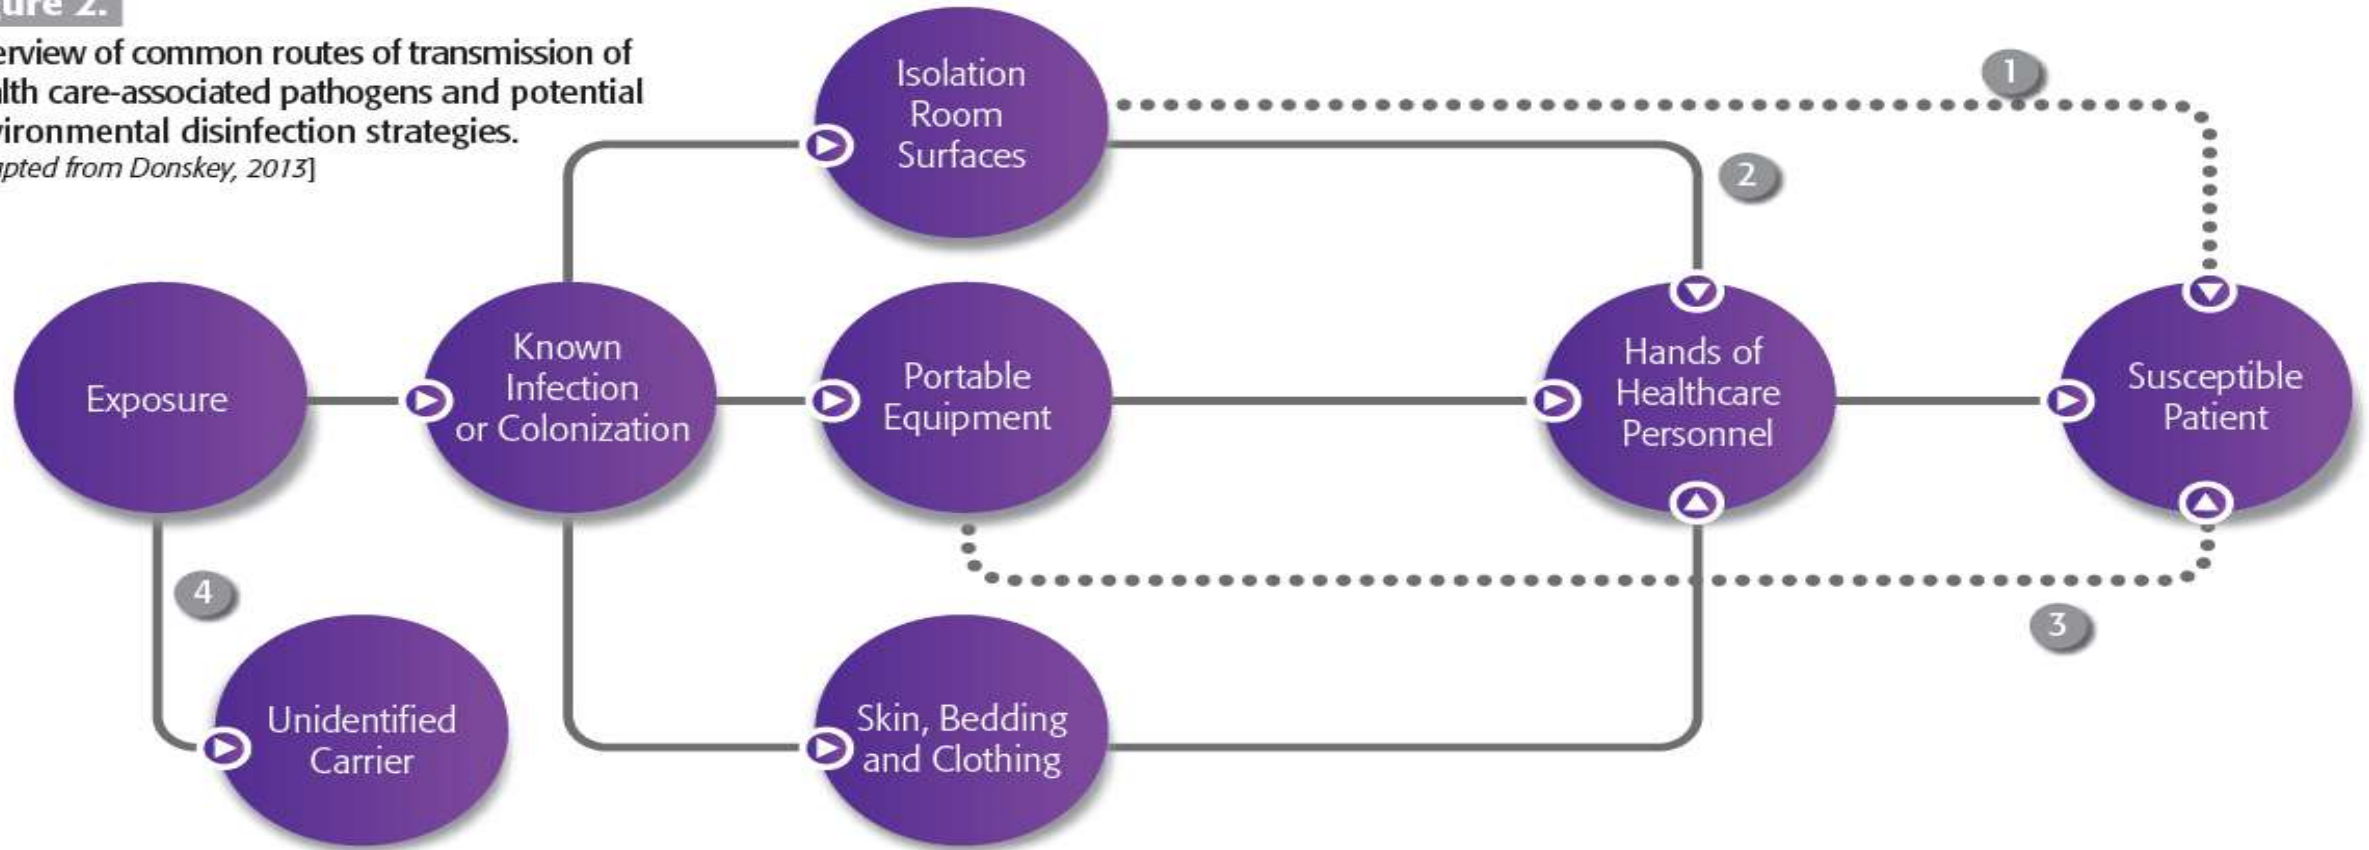 gure 2.
erview of common routes of transmission of
lth care-associated pathogens and potential
vironmental disinfection strategies.
pted from Donskey, 2013]
Isolation
Room
Surfaces
1
2
Exposure
Known
Infection
or Colonization
Portable
Equipment
Hands of
Healthcare
Personnel
Susceptible
Patient
4
3
Unidentified
Carrier
Skin, Bedding
and Clothing